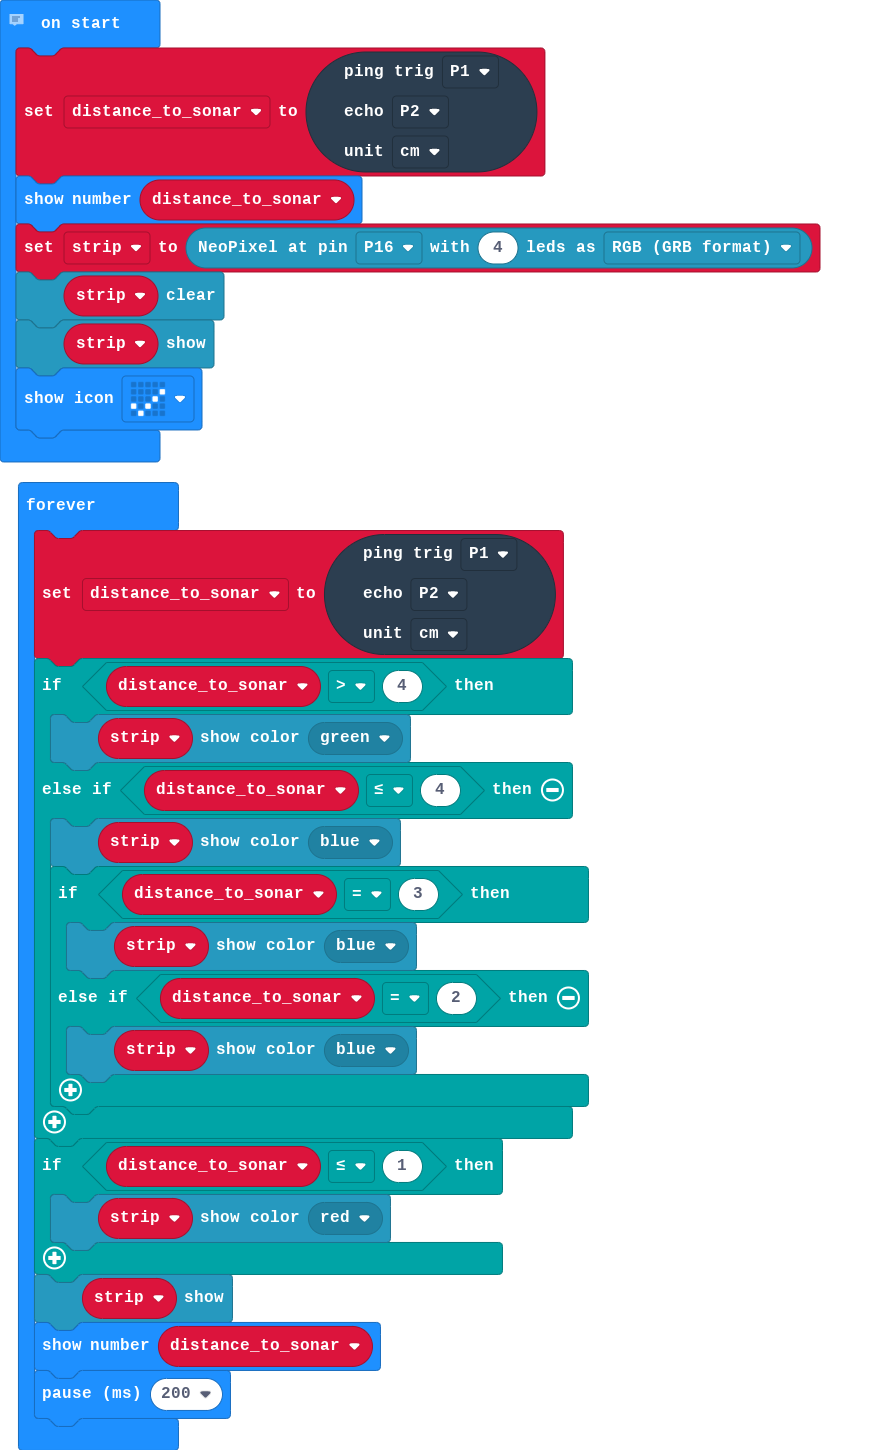 on start
ping trig P1
set distance_to_sonar to echo P2
unit cm
show number distance_to_sonar
set strip to NeoPixel at pin P16 with 4 leds as RGB (GRB format)
strip clear
strip show
show icon
forever
ping trig P1
set distance_to_sonar to echo P2
unit cm
if distance_to_sonar > 4 then
strip show color green
else if distance_to_sonar ≤ 4 then
strip show color blue
if distance_to_sonar = 3 then
strip show color blue
else if distance_to_sonar = 2 then
strip show color blue
if distance_to_sonar ≤ 1 then
strip show color red
strip show
show number distance_to_sonar
pause (ms) 200